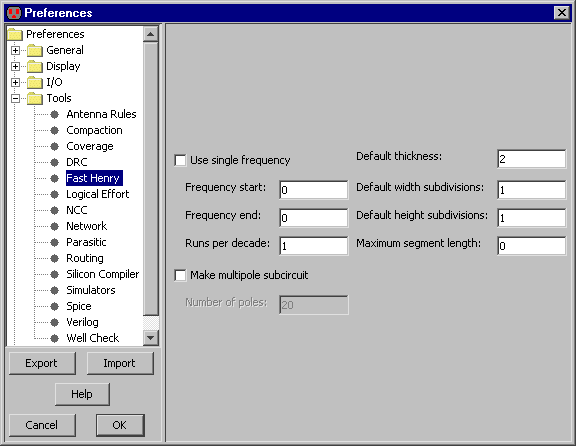 Preferences
Preferences
General
Display
I/O
Tools
Antenna Rules
Compaction
Coverage
DRC
Fast Henry
Logical Effort
NCC
Network
Parasitic
Routing
Silicon Compiler
Simulators
Spice
Verilog
Well Check
Export
Import
Help
Cancel
OK
Use single frequency
Frequency start: 0
Frequency end: 0
Runs per decade: 1
Make multipole subcircuit
Number of poles: 20
Default thickness: 2
Default width subdivisions: 1
Default height subdivisions: 1
Maximum segment length: 0